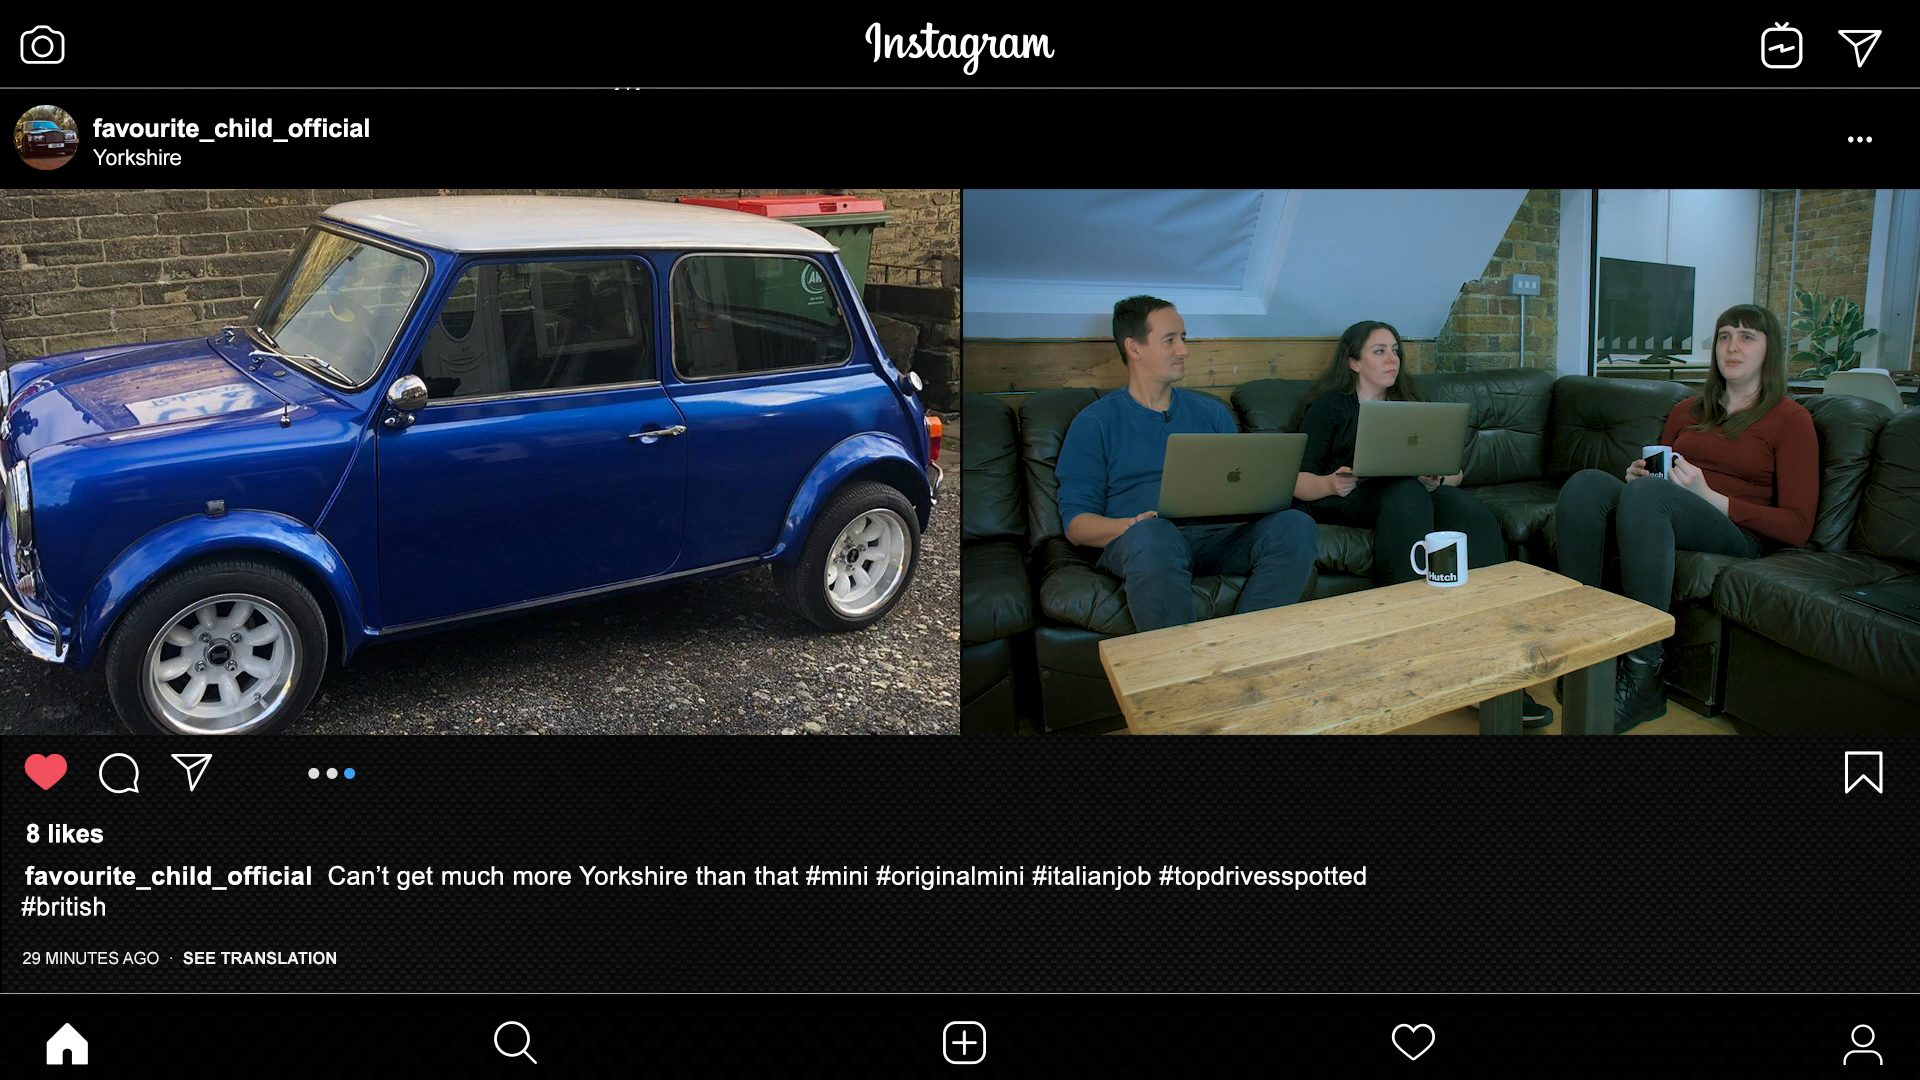 Instagram
favourite_child_official
Yorkshire
Hutch
8 likes
favourite_child_official Can't get much more Yorkshire than that #mini #originalmini #italianjob #topdrivesspotted
#british
29 MINUTES AGO · SEE TRANSLATION